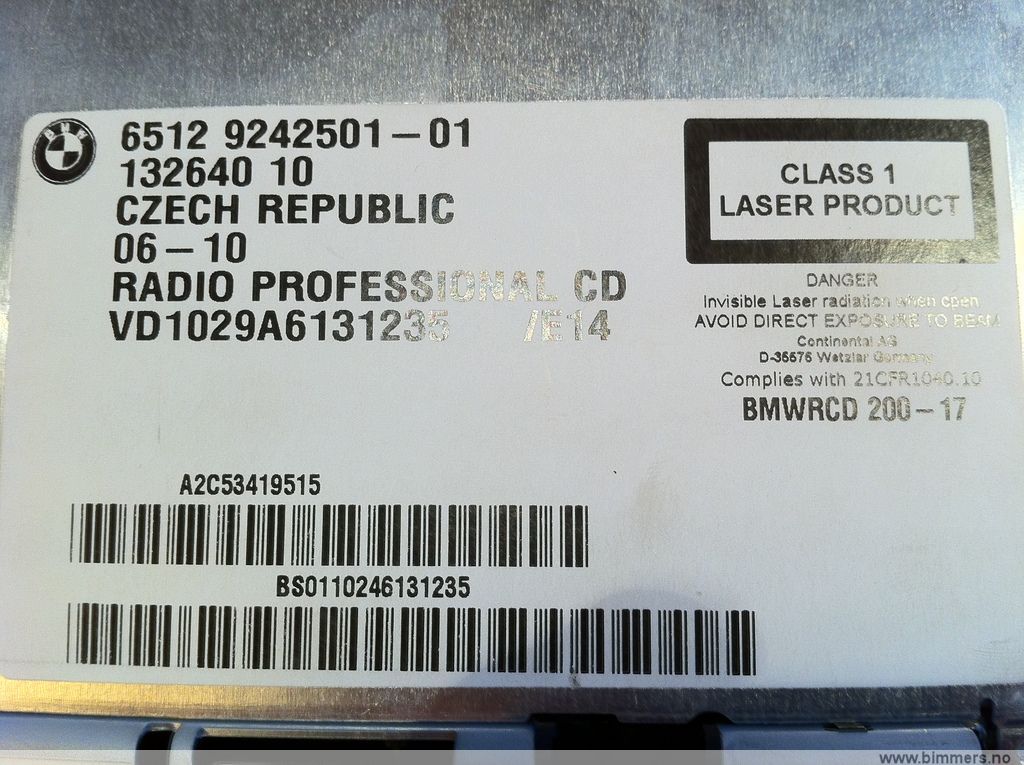 BMW
6512 9242501-01
132640 10
CZECH REPUBLIC
06-10
RADIO PROFESSIONAL CD
VD1029A6131235 /E14
CLASS 1
LASER PRODUCT
DANGER
Invisible Laser radiation when open
AVOID DIRECT EXPOSURE TO BEAM
Continental AG
D-35576 Wetzlar Germany
Complies with 21CFR1040.10
BMWRCD 200-17
A2C53419515
BS0110246131235
www.bimmers.no